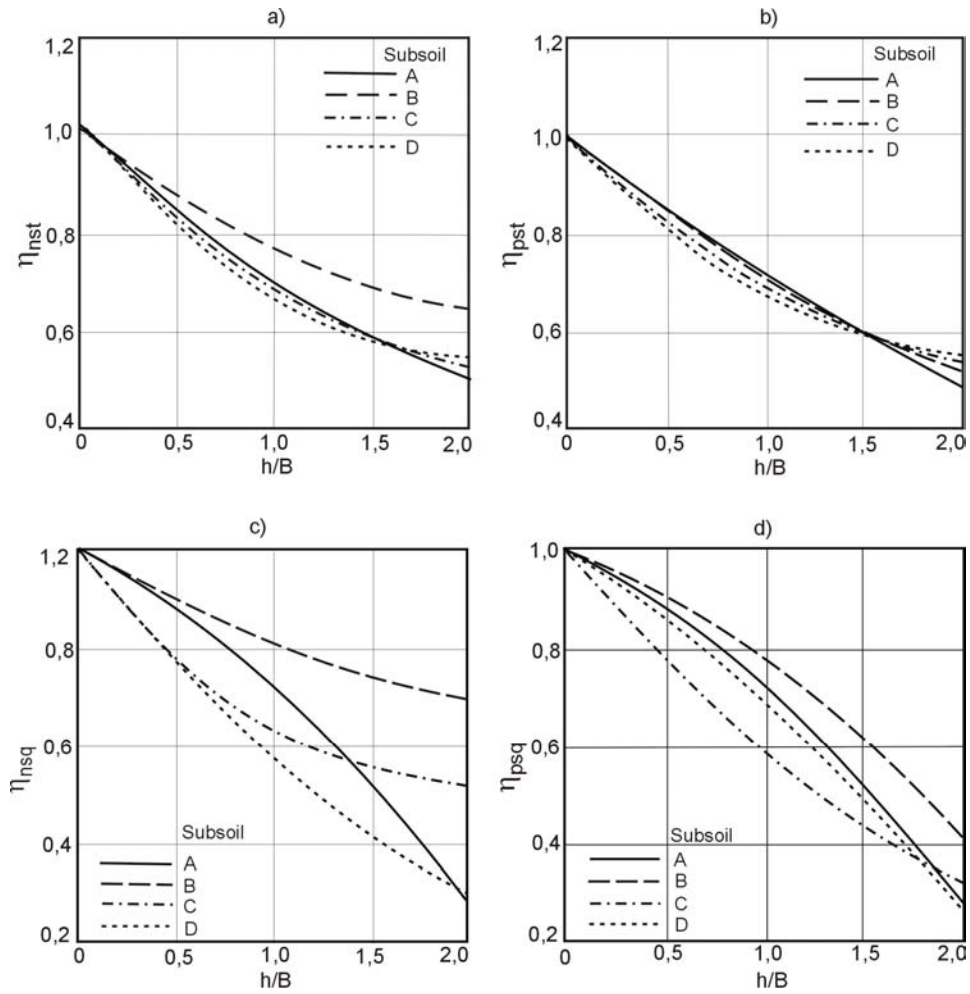 a)
1,2
1,0
0,8
0,6
0,4
ηnst
Subsoil
A
B
C
D
0 0,5 1,0 1,5 2,0
h/B
b)
1,2
1,0
0,8
0,6
0,4
ηpst
Subsoil
A
B
C
D
0 0,5 1,0 1,5 2,0
h/B
c)
1,2
0,8
0,6
0,4
0,2
ηnsq
Subsoil
A
B
C
D
0 0,5 1,0 1,5 2,0
h/B
d)
1,0
0,8
0,6
0,4
0,2
ηpsq
Subsoil
A
B
C
D
0 0,5 1,0 1,5 2,0
h/B